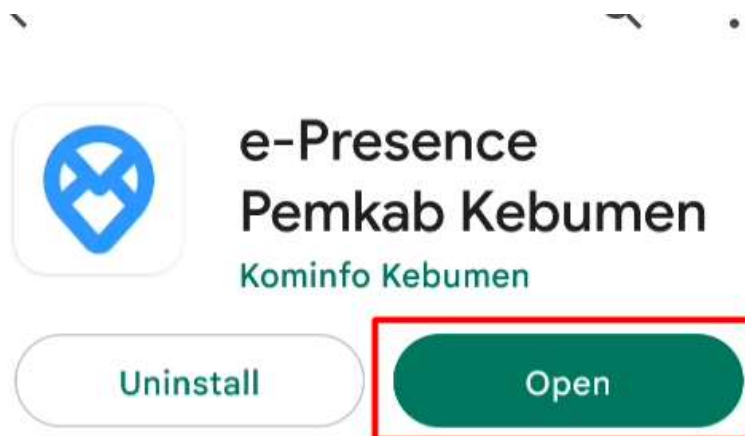 e-Presence
Pemkab Kebumen
Kominfo Kebumen
Uninstall
Open